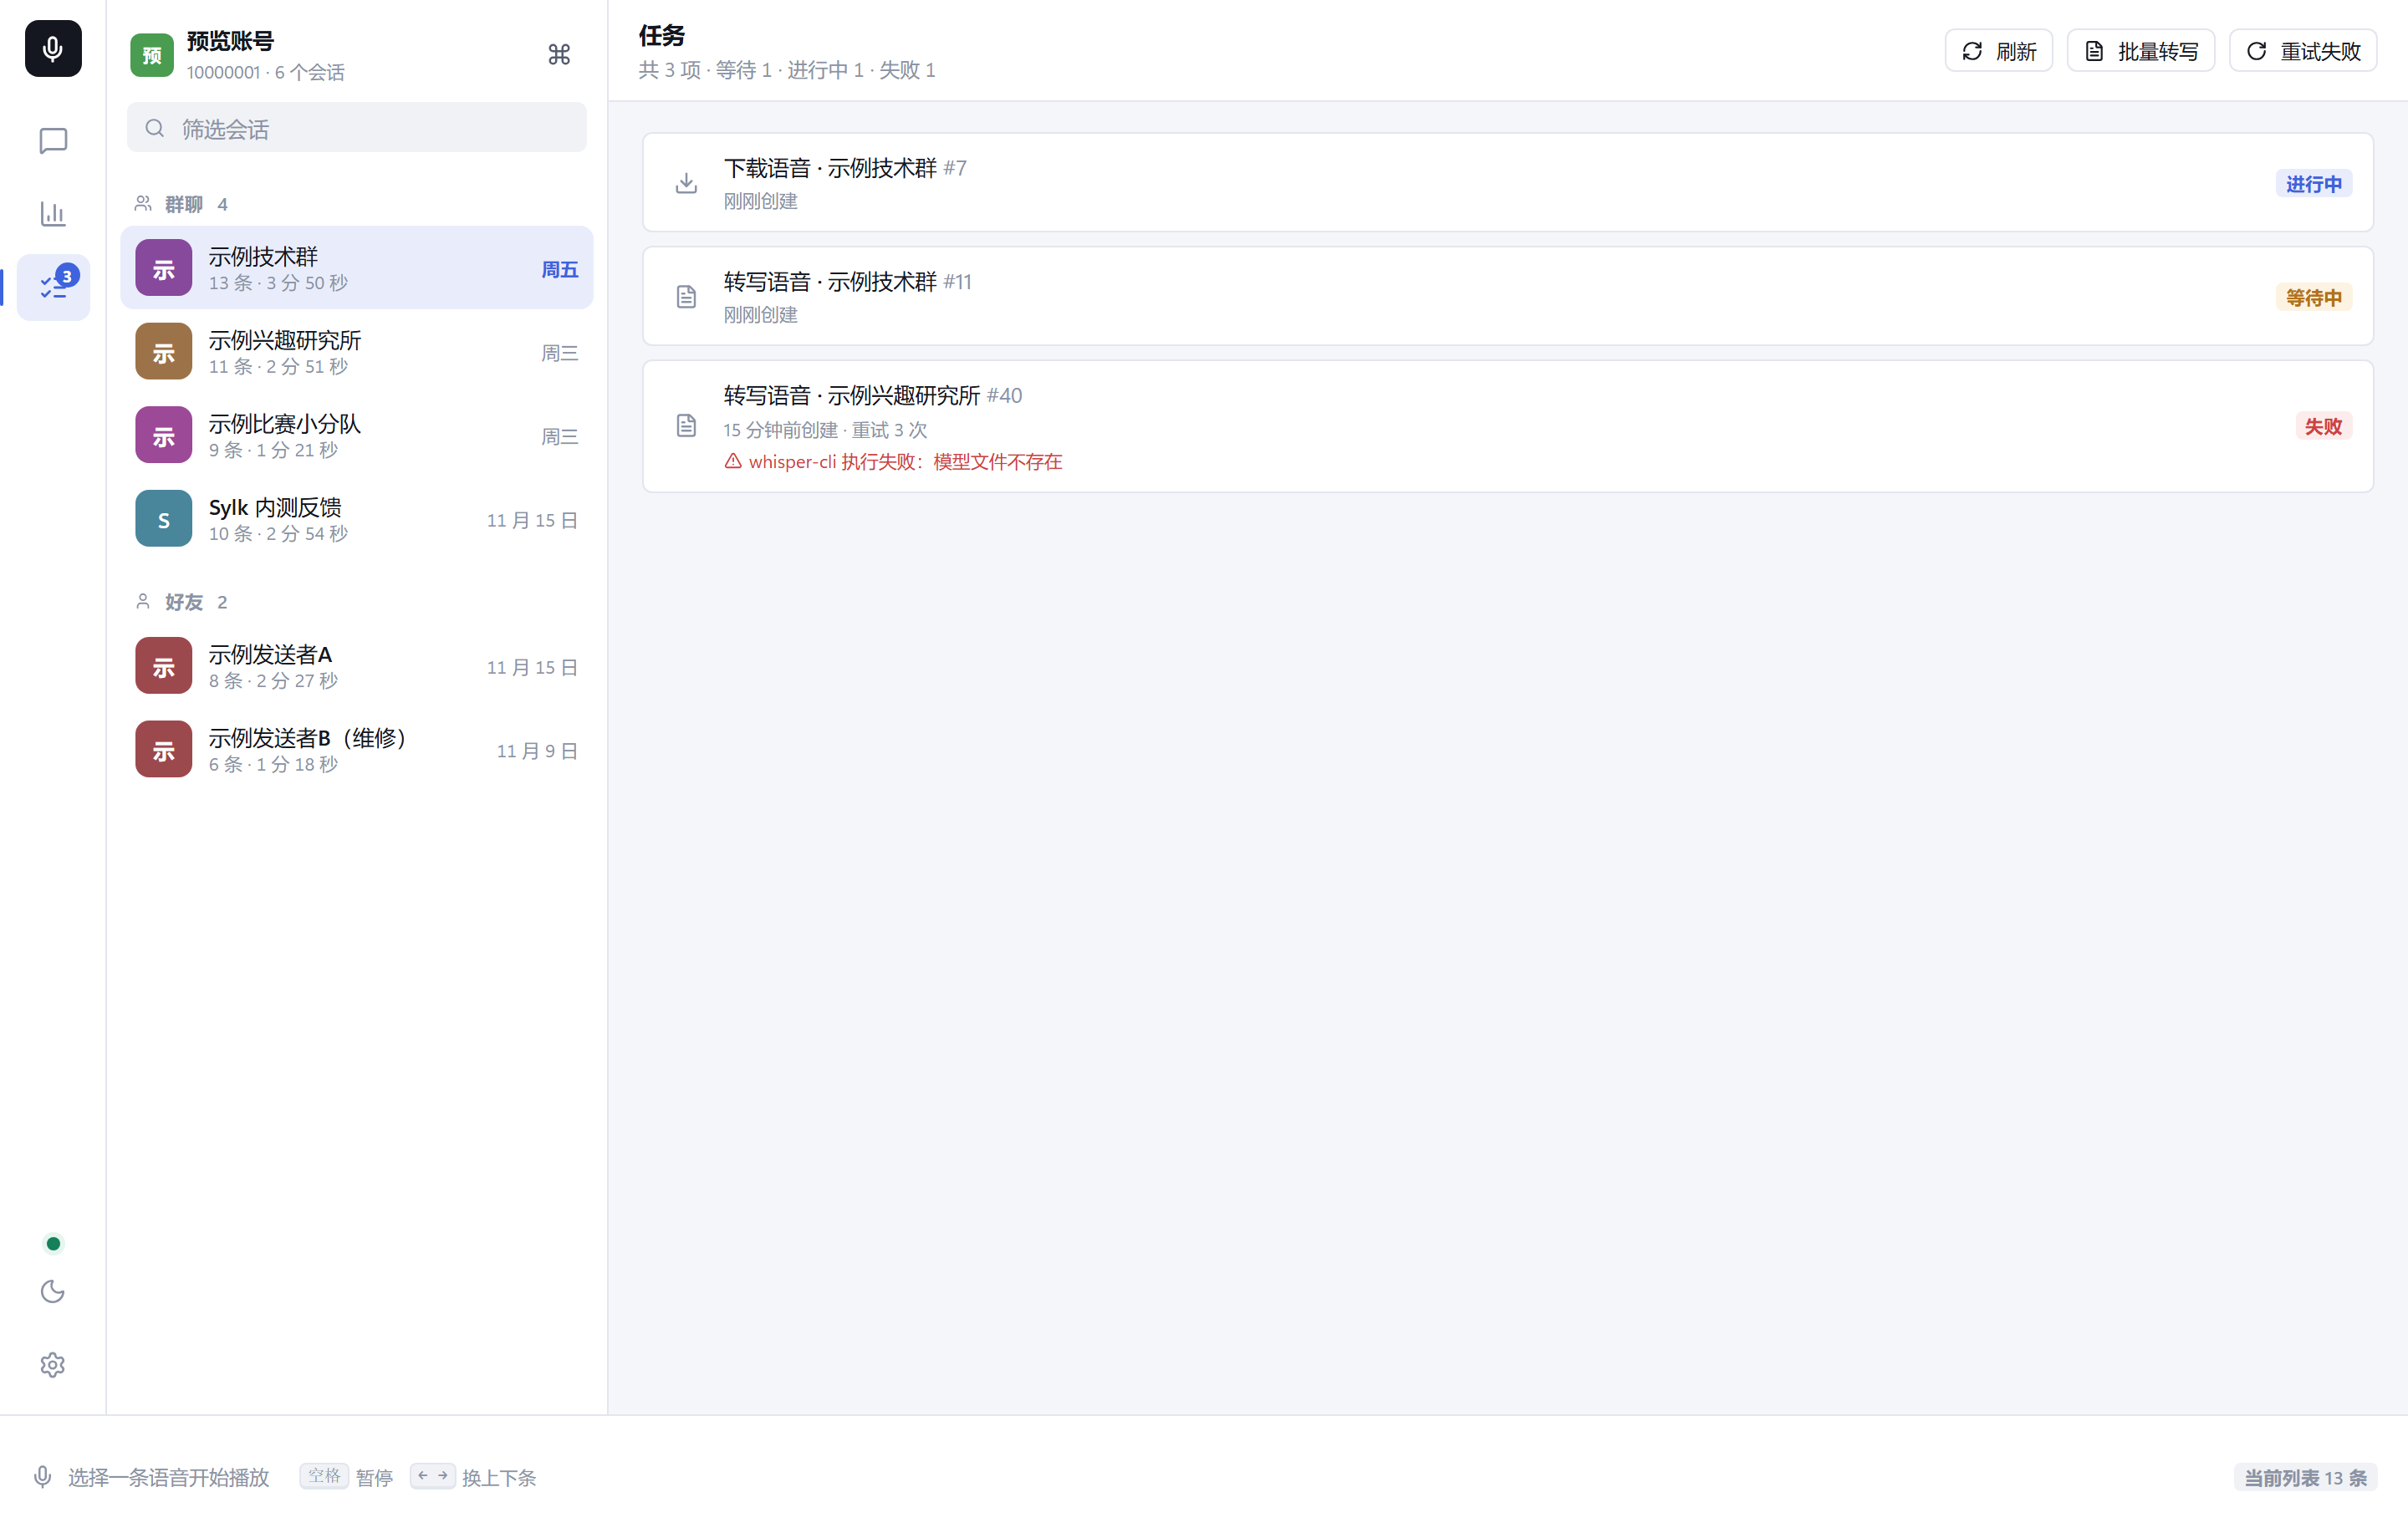 预
预览账号
10000001 · 6 个会话
筛选会话
群聊 4
示
示例技术群
13 条 · 3 分 50 秒
周五
示
示例兴趣研究所
11 条 · 2 分 51 秒
周三
示
示例比赛小分队
9 条 · 1 分 21 秒
周三
S
Sylk 内测反馈
10 条 · 2 分 54 秒
11 月 15 日
好友 2
示
示例发送者A
8 条 · 2 分 27 秒
11 月 15 日
示
示例发送者B（维修）
6 条 · 1 分 18 秒
11 月 9 日
3
任务
共 3 项 · 等待 1 · 进行中 1 · 失败 1
刷新
批量转写
重试失败
下载语音 · 示例技术群 #7
刚刚创建
进行中
转写语音 · 示例技术群 #11
刚刚创建
等待中
转写语音 · 示例兴趣研究所 #40
15 分钟前创建 · 重试 3 次
whisper-cli 执行失败：模型文件不存在
失败
选择一条语音开始播放 空格 暂停 ← → 换上下条
当前列表 13 条